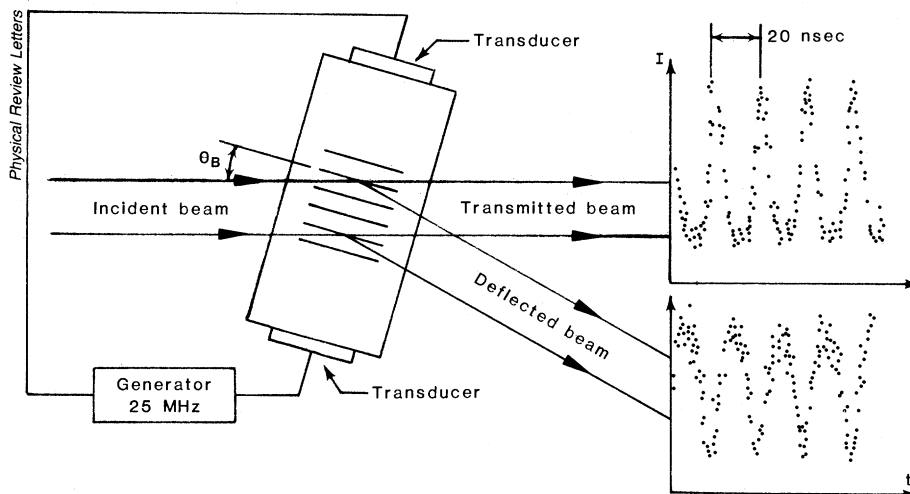 Physical Review Letters
Transducer
20 nsec
I
θB
Incident beam
Transmitted beam
Deflected beam
Generator
25 MHz
Transducer
t